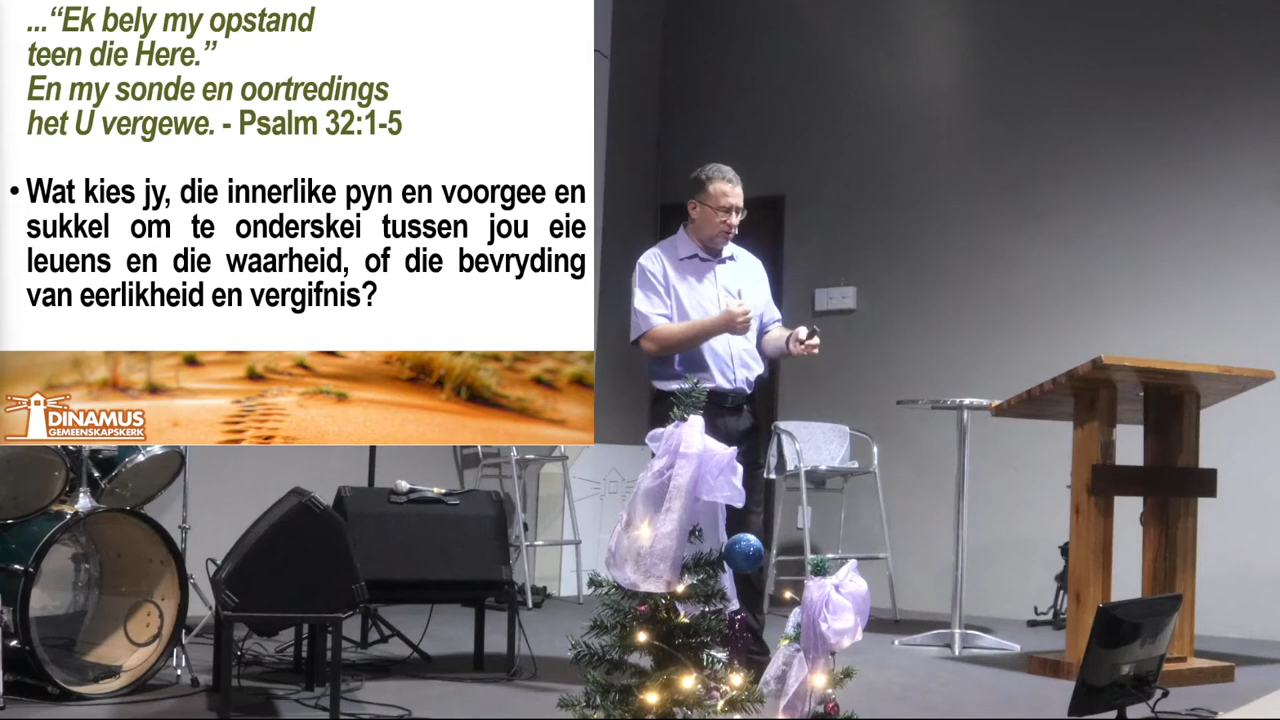 ...“Ek bely my opstand
teen die Here.”
En my sonde en oortredings
het U vergewe. - Psalm 32:1-5
• Wat kies jy, die innerlike pyn en voorgee en
sukkel om te onderskei tussen jou eie
leuens en die waarheid, of die bevryding
van eerlikheid en vergifnis?
DiNAMUS
GEMEENSKAPSKERK